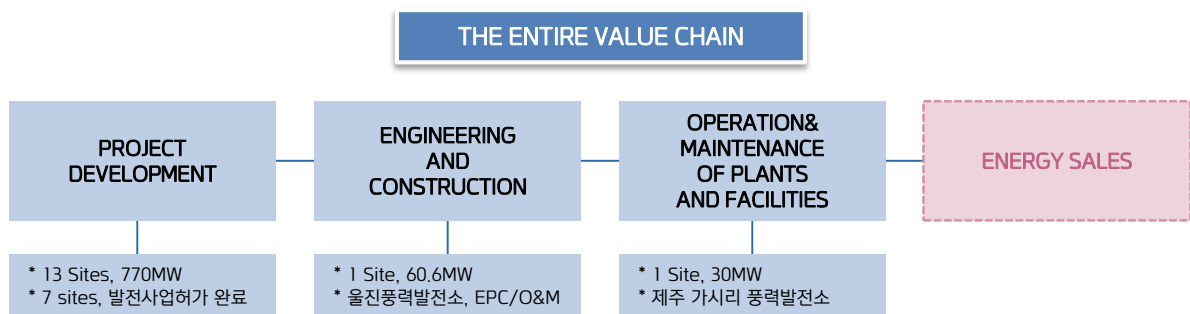 THE ENTIRE VALUE CHAIN
PROJECT
DEVELOPMENT
ENGINEERING
AND
CONSTRUCTION
OPERATION&
MAINTENANCE
OF PLANTS
AND FACILITIES
ENERGY SALES
* 13 Sites, 770MW
* 7 sites, 발전사업허가 완료
* 1 Site, 60.6MW
* 울진풍력발전소, EPC/O&M
* 1 Site, 30MW
* 제주 가시리 풍력발전소